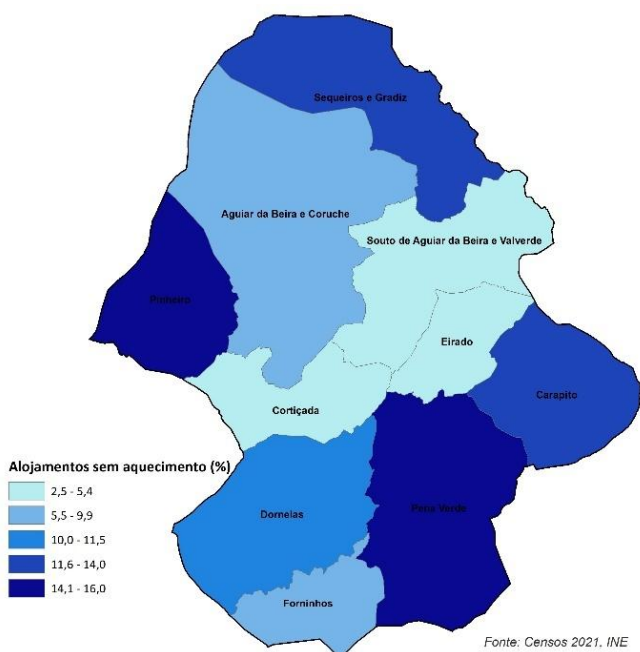 Sequeiros e Gradiz
Aguiar da Beira e Coruche
Souto de Aguiar da Beira e Valverde
Pinheiro
Eirado
Carapito
Cortiçada
Dornelas
Pena Verde
Forninhos
Alojamentos sem aquecimento (%)
2,5 - 5,4
5,5 - 9,9
10,0 - 11,5
11,6 - 14,0
14,1 - 16,0
Fonte: Censos 2021, INE